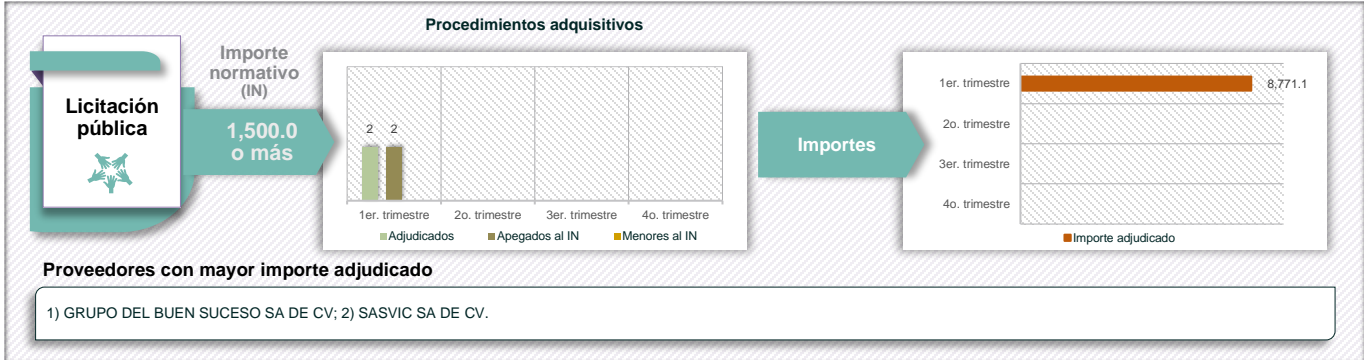 Procedimientos adquisitivos
Licitación
pública
Importe
normativo
(IN)
1,500.0
o más
2 2
1er. trimestre 2o. trimestre 3er. trimestre 4o. trimestre
Adjudicados Apegados al IN Menores al IN
Importes
1er. trimestre 8,771.1
2o. trimestre
3er. trimestre
4o. trimestre
Importe adjudicado
Proveedores con mayor importe adjudicado
1) GRUPO DEL BUEN SUCESO SA DE CV; 2) SASVIC SA DE CV.